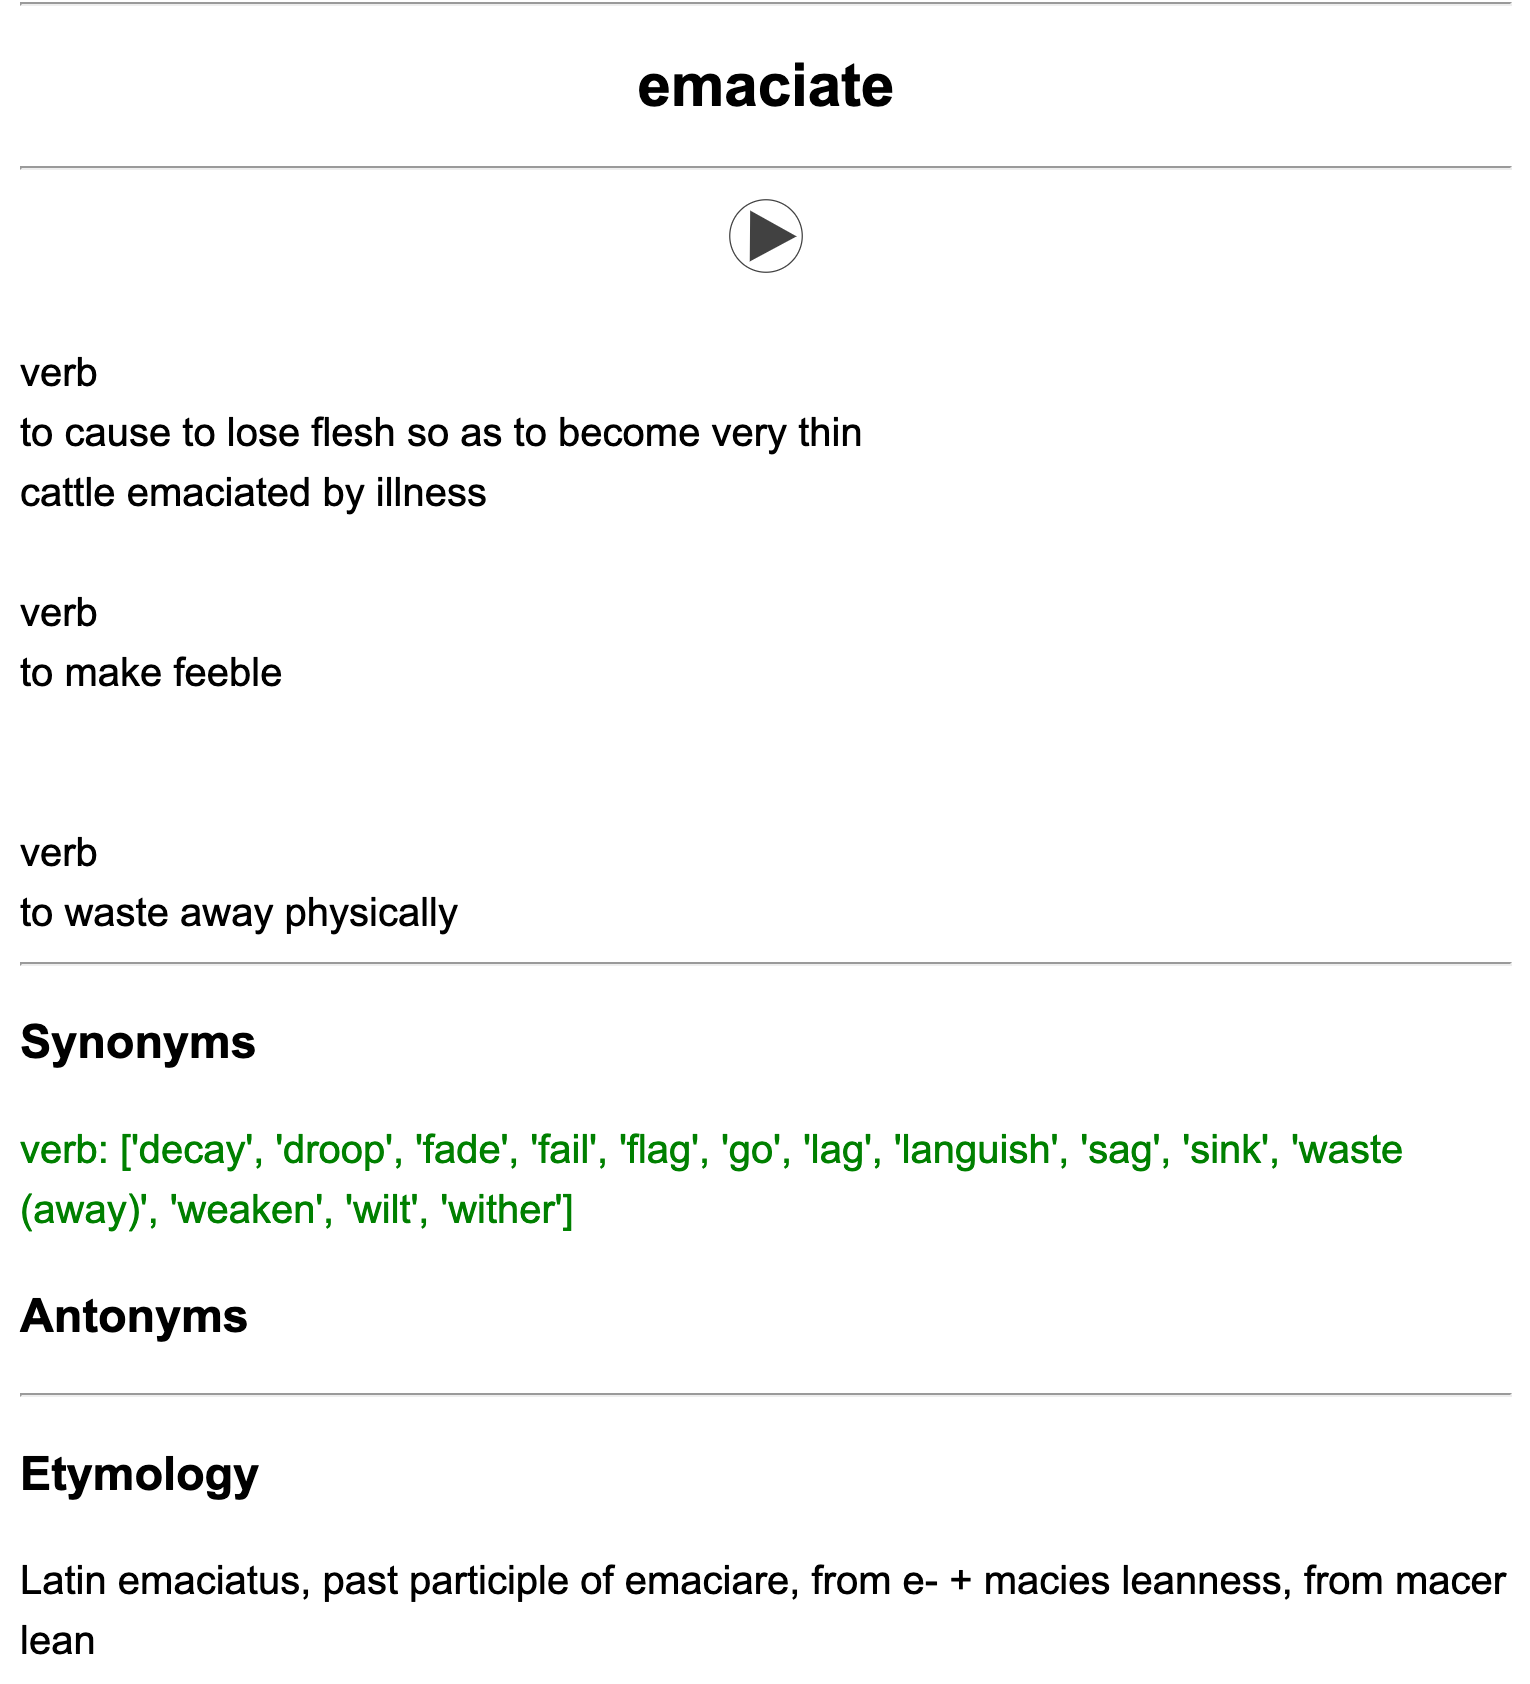 emaciate
verb
to cause to lose flesh so as to become very thin
cattle emaciated by illness
verb
to make feeble
verb
to waste away physically
Synonyms
verb: ['decay', 'droop', 'fade', 'fail', 'flag', 'go', 'lag', 'languish', 'sag', 'sink', 'waste
(away)', 'weaken', 'wilt', 'wither']
Antonyms
Etymology
Latin emaciatus, past participle of emaciare, from e- + macies leanness, from macer
lean